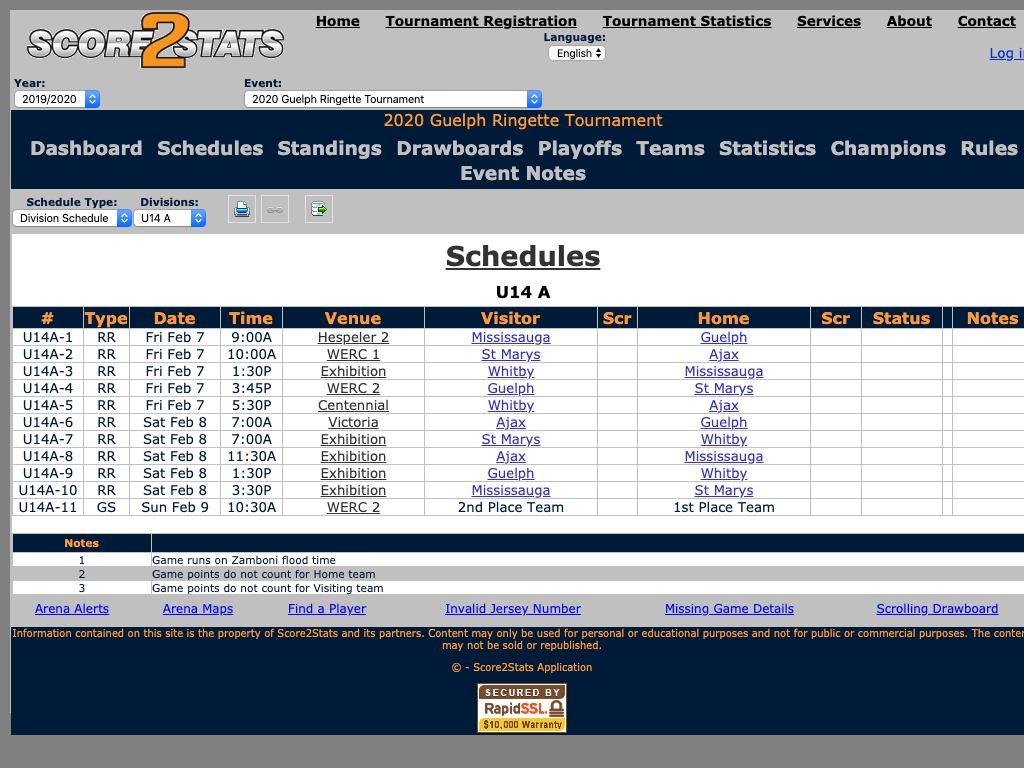 SCORE2STATS
Home Tournament Registration Tournament Statistics Services About Contact
Language:
English
Log i
Year: Event:
2019/2020 2020 Guelph Ringette Tournament
2020 Guelph Ringette Tournament
Dashboard Schedules Standings Drawboards Playoffs Teams Statistics Champions Rules
Event Notes
Schedule Type: Divisions:
Division Schedule U14 A
Schedules
U14 A
# Type Date Time Venue Visitor Scr Home Scr Status Notes
U14A-1 RR Fri Feb 7 9:00A Hespeler 2 Mississauga Guelph
U14A-2 RR Fri Feb 7 10:00A WERC 1 St Marys Ajax
U14A-3 RR Fri Feb 7 1:30P Exhibition Whitby Mississauga
U14A-4 RR Fri Feb 7 3:45P WERC 2 Guelph St Marys
U14A-5 RR Fri Feb 7 5:30P Centennial Whitby Ajax
U14A-6 RR Sat Feb 8 7:00A Victoria Ajax Guelph
U14A-7 RR Sat Feb 8 7:00A Exhibition St Marys Whitby
U14A-8 RR Sat Feb 8 11:30A Exhibition Ajax Mississauga
U14A-9 RR Sat Feb 8 1:30P Exhibition Guelph Whitby
U14A-10 RR Sat Feb 8 3:30P Exhibition Mississauga St Marys
U14A-11 GS Sun Feb 9 10:30A WERC 2 2nd Place Team 1st Place Team
Notes
1 Game runs on Zamboni flood time
2 Game points do not count for Home team
3 Game points do not count for Visiting team
Arena Alerts Arena Maps Find a Player Invalid Jersey Number Missing Game Details Scrolling Drawboard
Information contained on this site is the property of Score2Stats and its partners. Content may only be used for personal or educational purposes and not for public or commercial purposes. The conten
may not be sold or republished.
© - Score2Stats Application
SECURED BY
RapidSSL
$10,000 Warranty